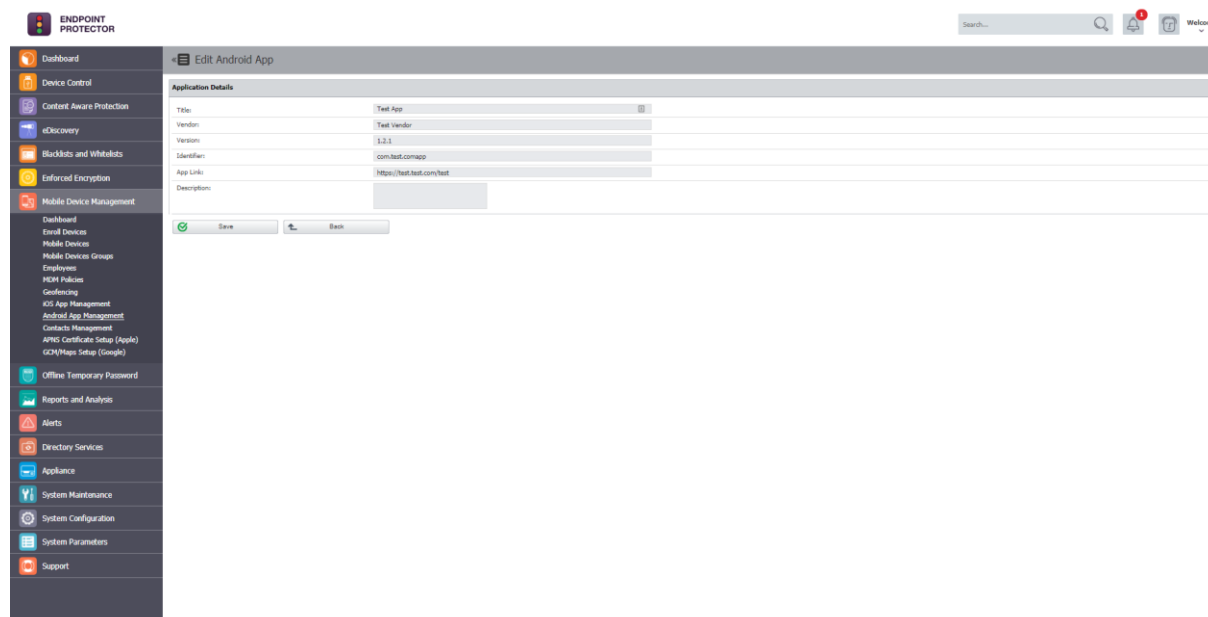 ENDPOINT
PROTECTOR
Search...
1
Dashboard
Device Control
Content Aware Protection
eDiscovery
Blacklists and Whitelists
Enforced Encryption
Mobile Device Management
Dashboard
Enroll Devices
Mobile Devices
Mobile Devices Groups
Employees
MDM Policies
Geofencing
iOS App Management
Android App Management
Contacts Management
APNS Certificate Setup (Apple)
GCM/Maps Setup (Google)
Offline Temporary Password
Reports and Analysis
Alerts
Directory Services
Appliance
System Maintenance
System Configuration
System Parameters
Support
Edit Android App
Application Details
Title: Test App
Vendor: Test Vendor
Version: 1.2.1
Identifier: com.test.comapp
App Link: https://test.test.com/test
Description:
Save Back